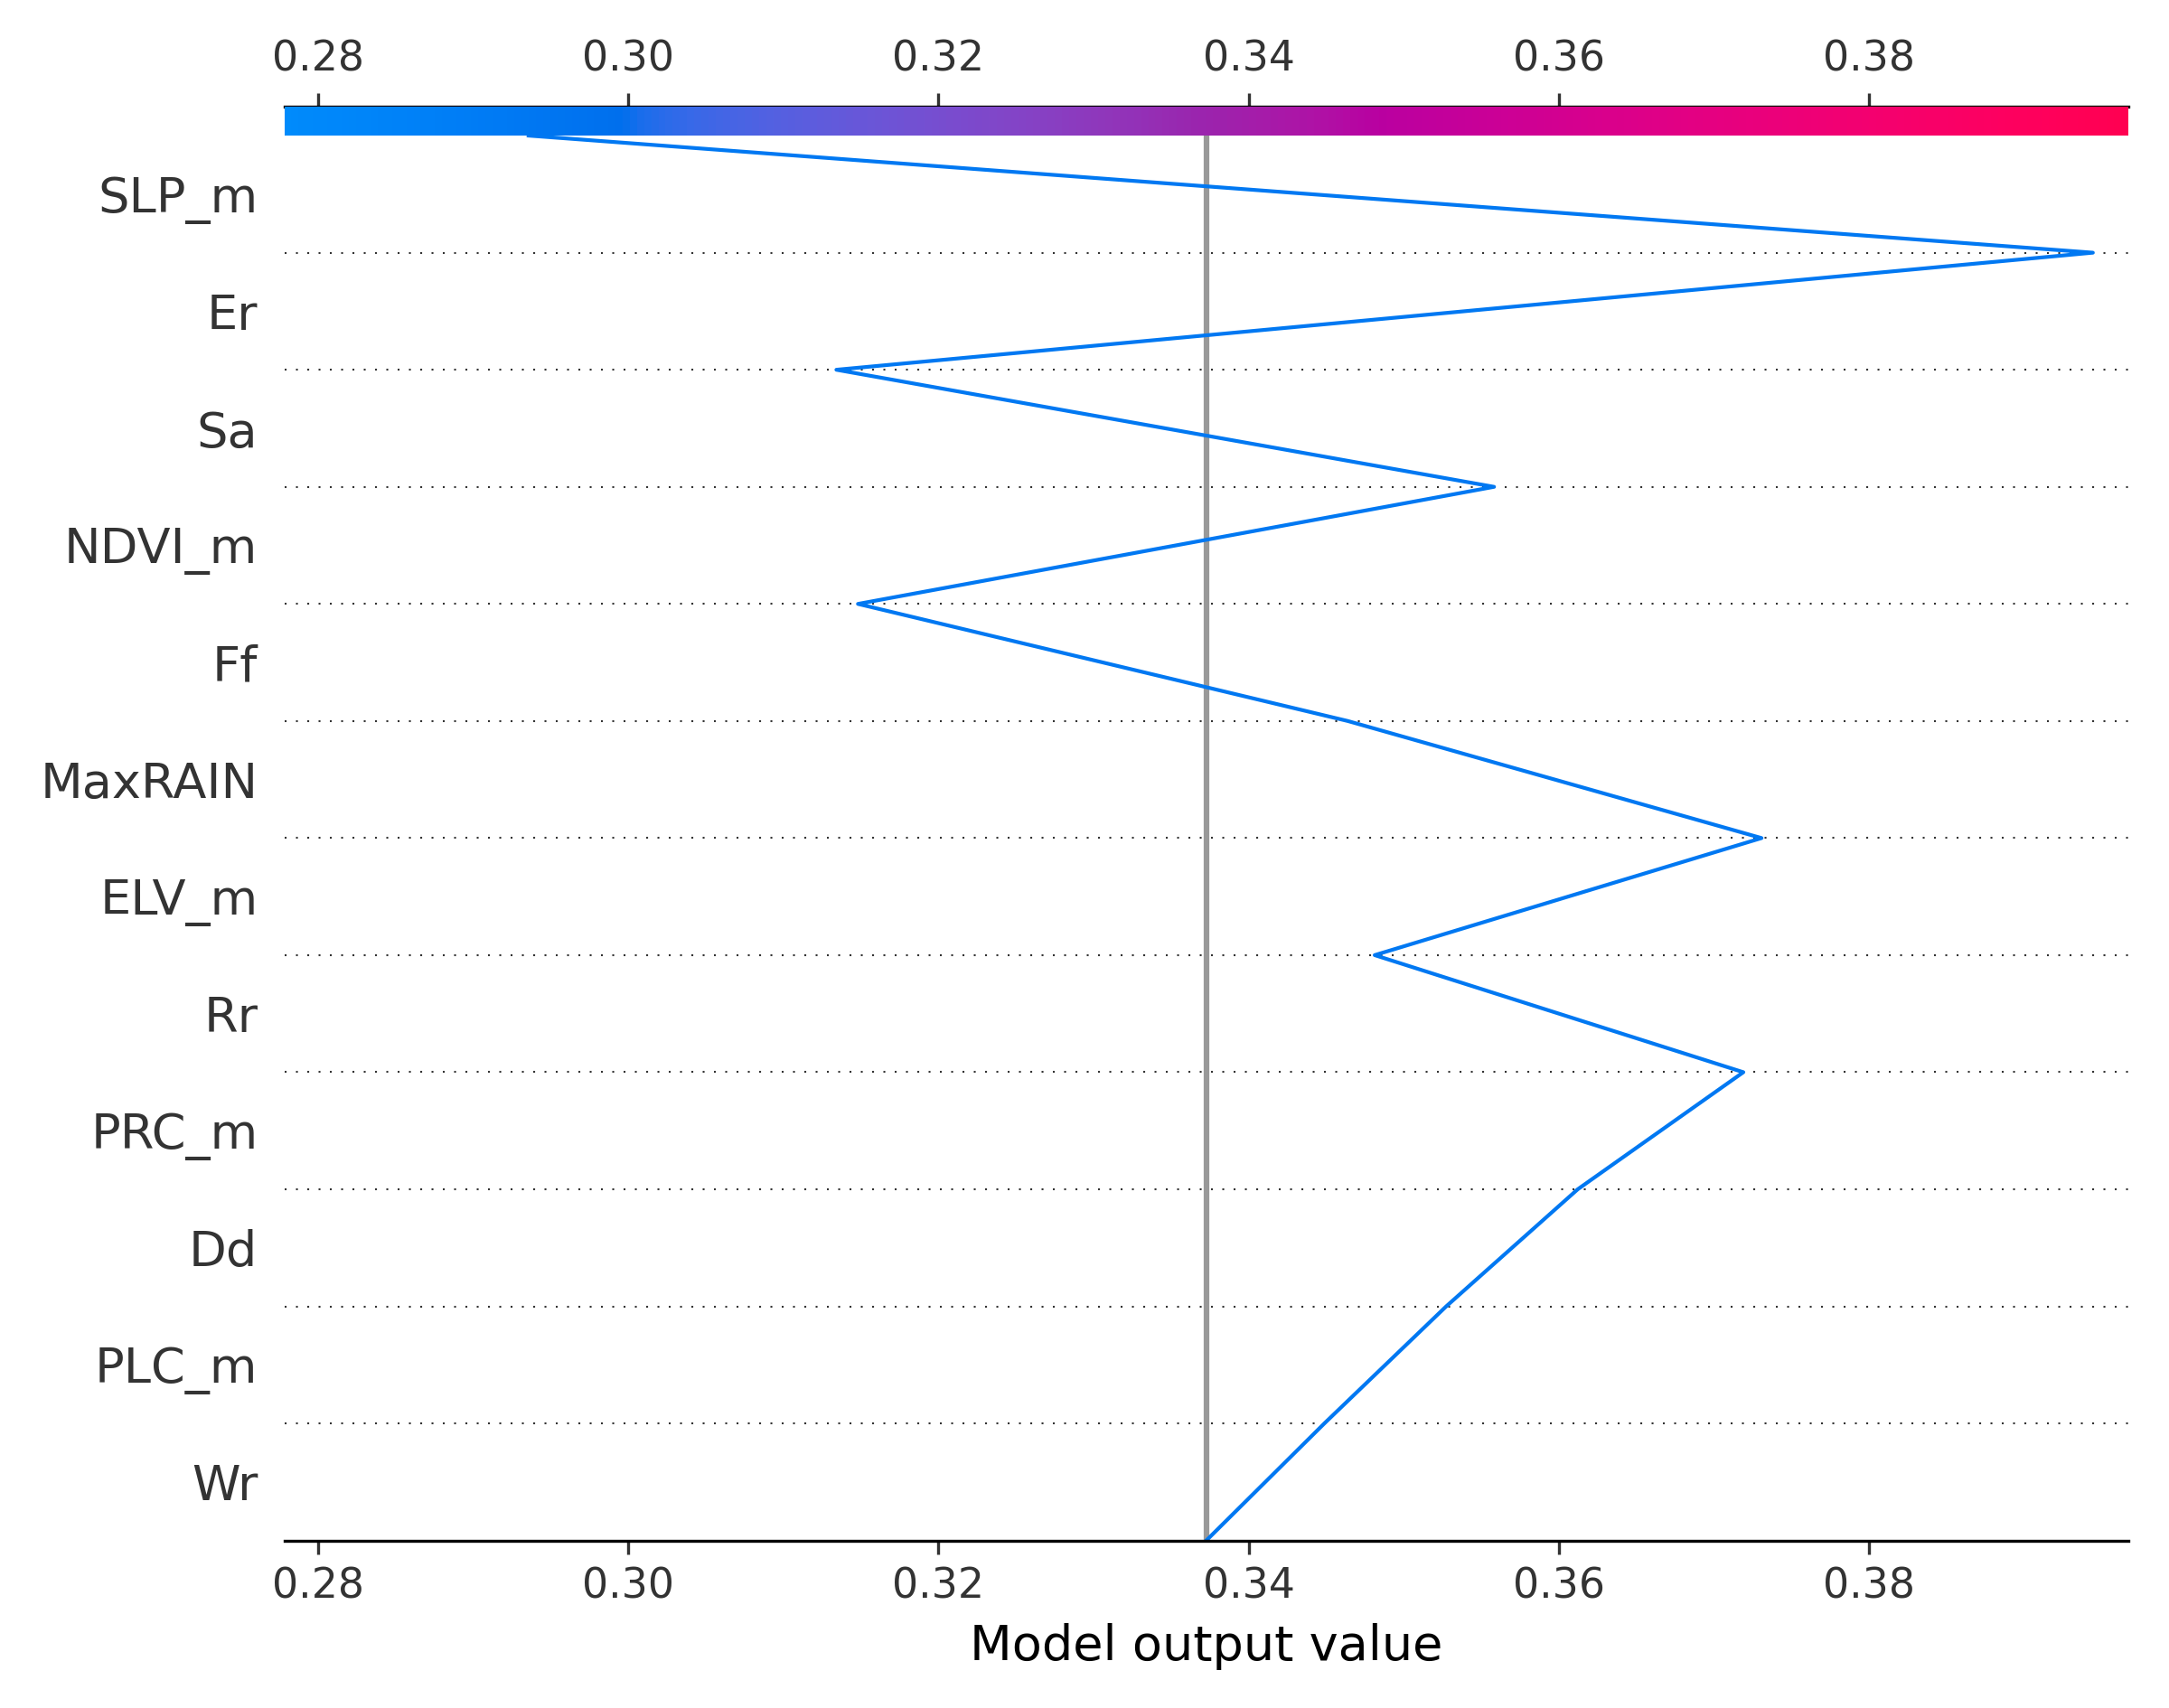 0.28 0.30 0.32 0.34 0.36 0.38
SLP_m
Er
Sa
NDVI_m
Ff
MaxRAIN
ELV_m
Rr
PRC_m
Dd
PLC_m
Wr
0.28 0.30 0.32 0.34 0.36 0.38
Model output value